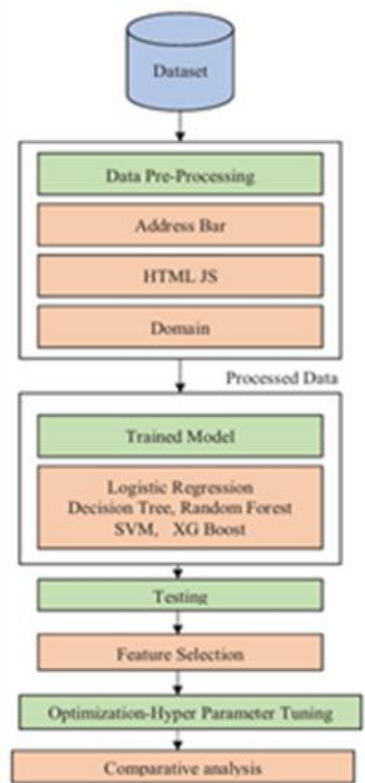 Dataset
Data Pre-Processing
Address Bar
HTML JS
Domain
Processed Data
Trained Model
Logistic Regression
Decision Tree, Random Forest
SVM, XG Boost
Testing
Feature Selection
Optimization-Hyper Parameter Tuning
Comparative analysis